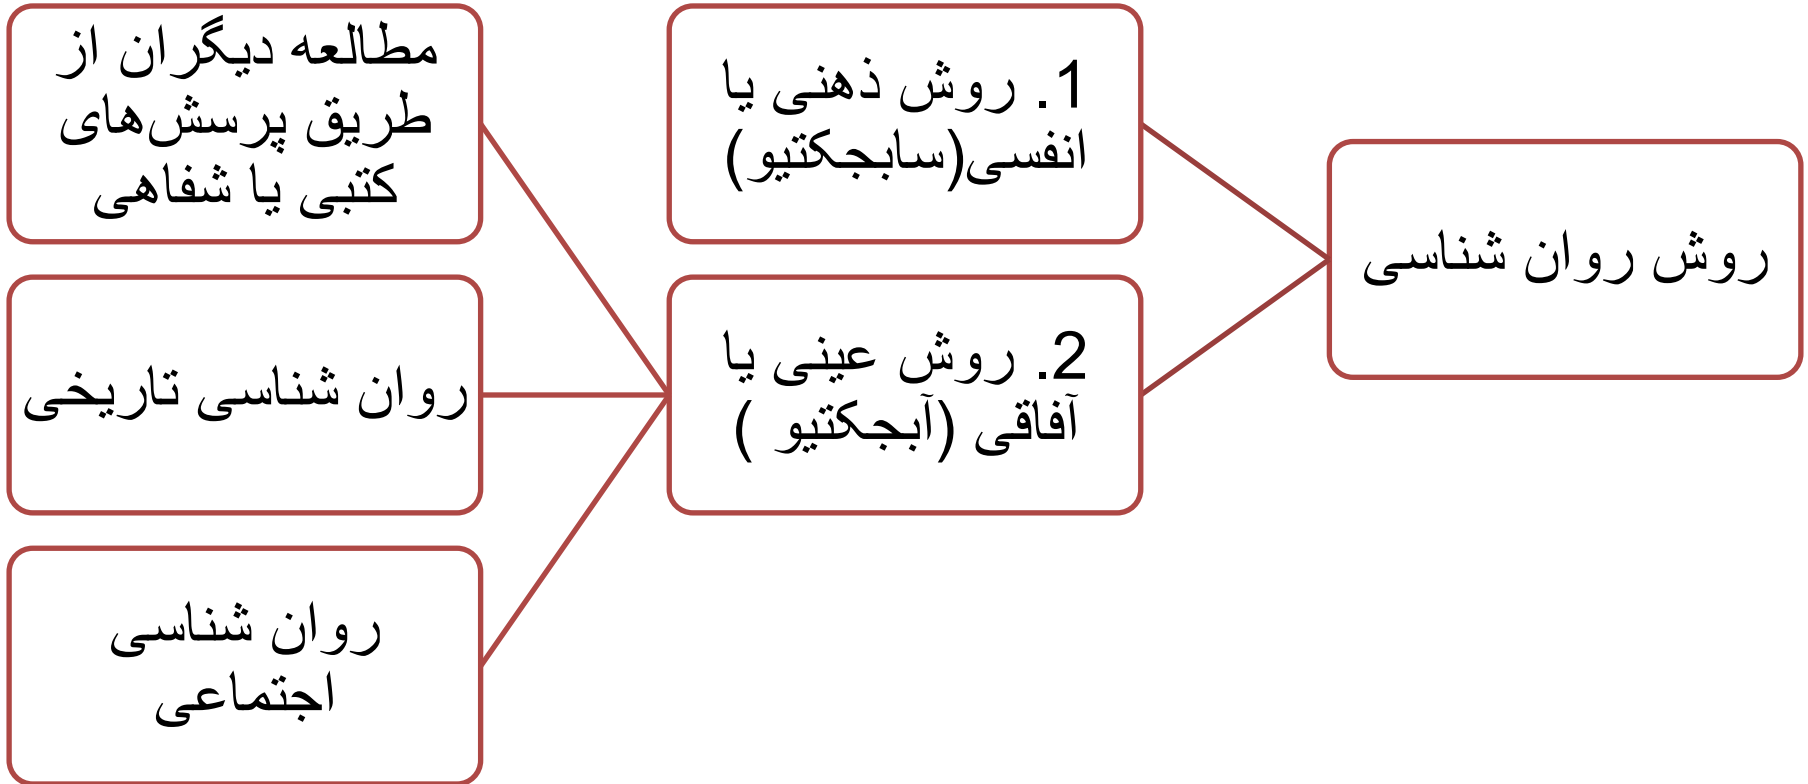 روش روان شناسی
1. روش ذهنی یا
انفسی(سابجکتیو)
2. روش عینی یا
آفاقی (آبجکتیو )
مطالعه دیگران از
طریق پرسش‌های
کتبی یا شفاهی
روان شناسی تاریخی
روان شناسی
اجتماعی